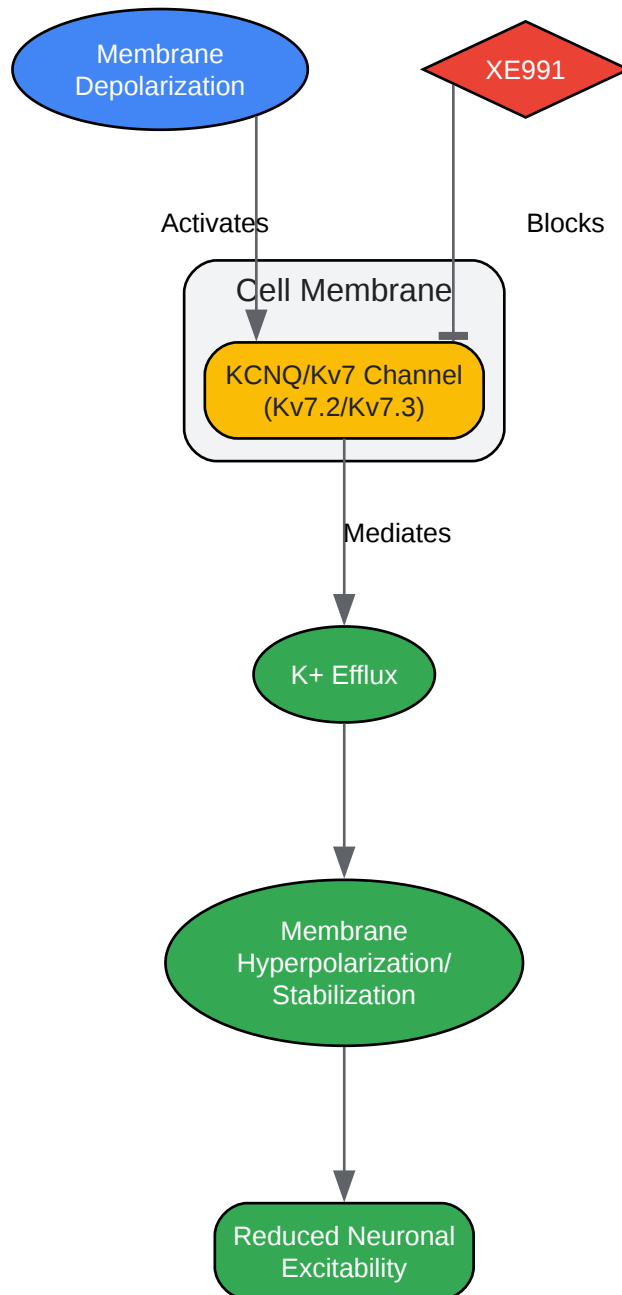 Membrane
Depolarization
XE991
Activates
Blocks
Cell Membrane
KCNQ/Kv7 Channel
(Kv7.2/Kv7.3)
Mediates
K+ Efflux
Membrane
Hyperpolarization/
Stabilization
Reduced Neuronal
Excitability